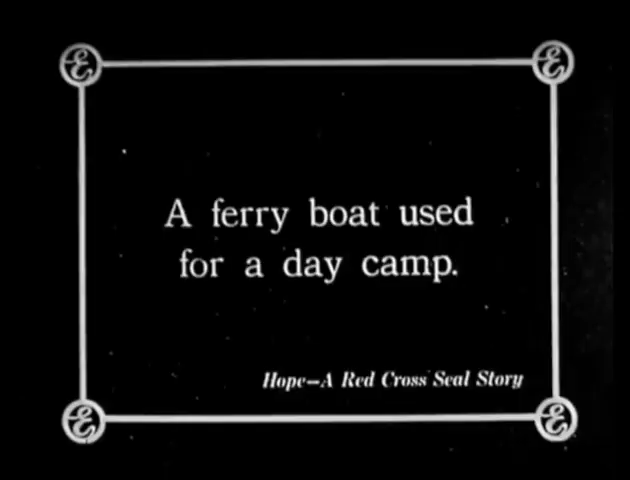 E E
A ferry boat used
for a day camp.
Hope—A Red Cross Seal Story
E E